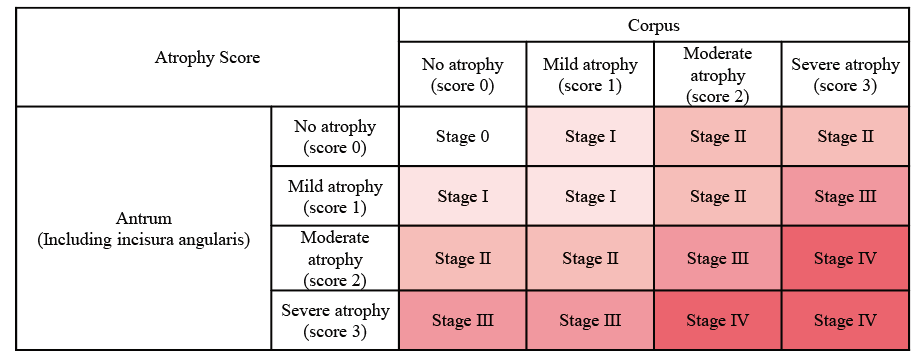 Atrophy Score
Corpus
No atrophy
(score 0)
Mild atrophy
(score 1)
Moderate
atrophy
(score 2)
Severe atrophy
(score 3)
Antrum
(Including incisura angularis)
No atrophy
(score 0)
Stage 0
Stage I
Stage II
Stage II
Mild atrophy
(score 1)
Stage I
Stage I
Stage II
Stage III
Moderate
atrophy
(score 2)
Stage II
Stage II
Stage III
Stage IV
Severe atrophy
(score 3)
Stage III
Stage III
Stage IV
Stage IV